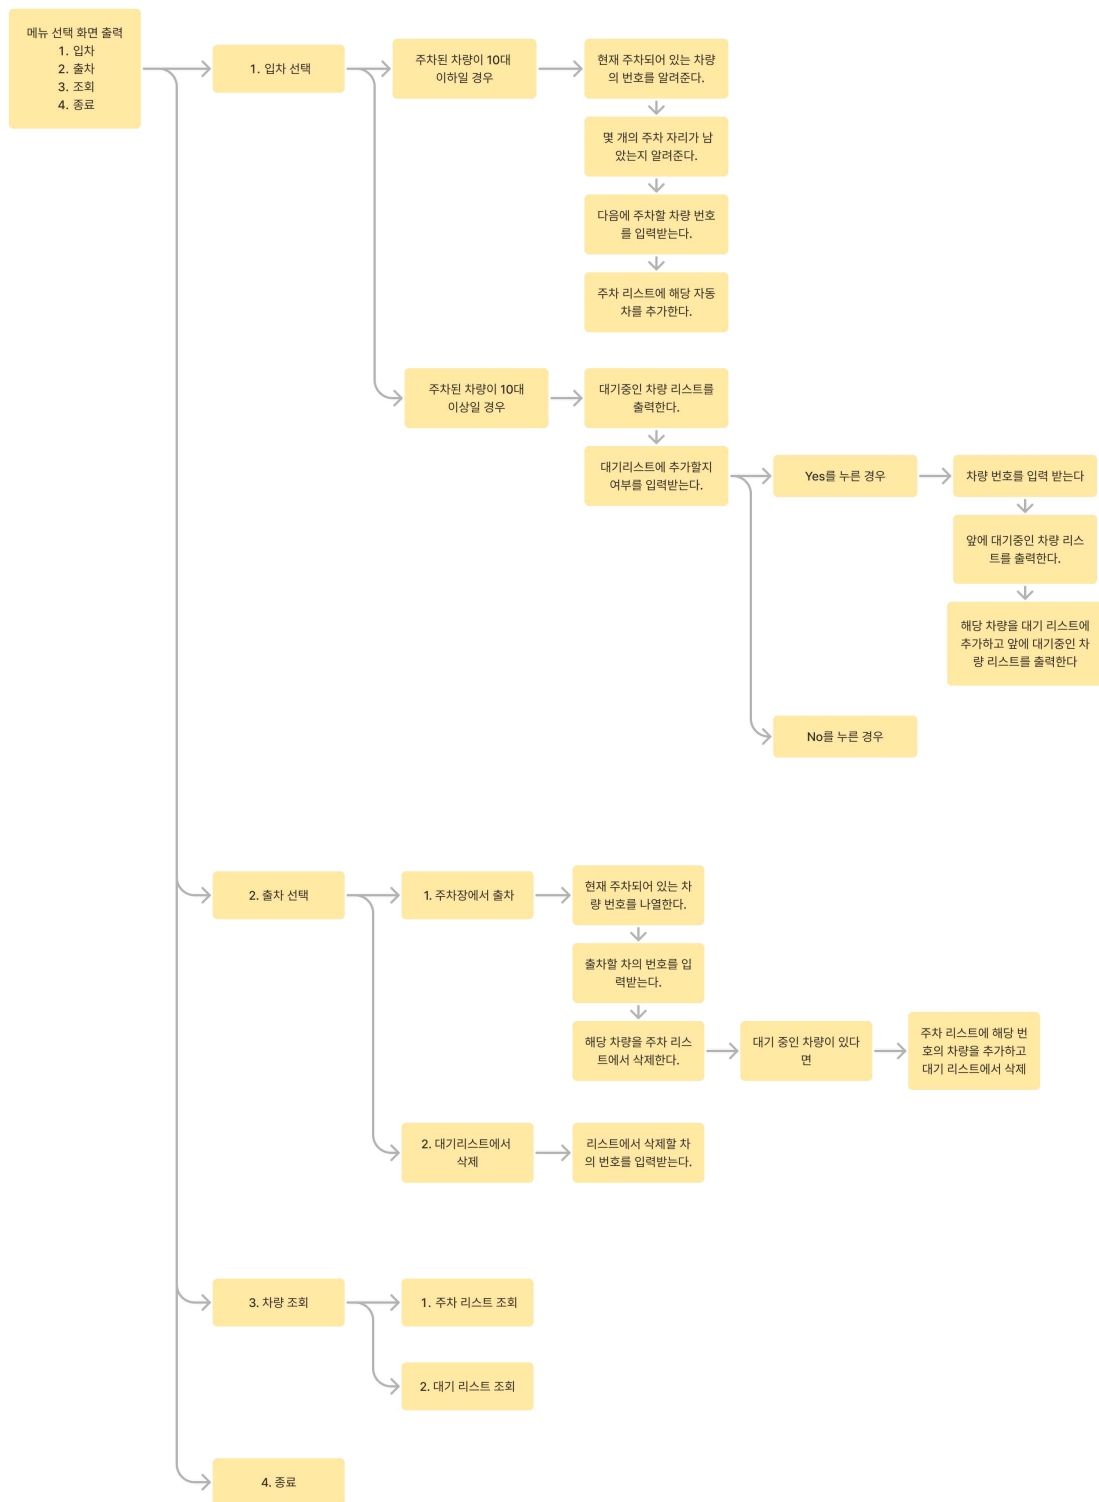 메뉴 선택 화면 출력
1. 입차
2. 출차
3. 조회
4. 종료
1. 입차 선택
주차된 차량이 10대
이하일 경우
현재 주차되어 있는 차량
의 번호를 알려준다.
몇 개의 주차 자리가 남
았는지 알려준다.
다음에 주차할 차량 번호
를 입력받는다.
주차 리스트에 해당 자동
차를 추가한다.
주차된 차량이 10대
이상일 경우
대기중인 차량 리스트를
출력한다.
대기리스트에 추가할지
여부를 입력받는다.
Yes를 누른 경우
차량 번호를 입력 받는다
앞에 대기중인 차량 리스
트를 출력한다.
해당 차량을 대기 리스트에
추가하고 앞에 대기중인 차
량 리스트를 출력한다
No를 누른 경우
2. 출차 선택
1. 주차장에서 출차
현재 주차되어 있는 차
량 번호를 나열한다.
출차할 차의 번호를 입
력받는다.
해당 차량을 주차 리스
트에서 삭제한다.
대기 중인 차량이 있다
면
주차 리스트에 해당 번
호의 차량을 추가하고
대기 리스트에서 삭제
2. 대기리스트에서
삭제
리스트에서 삭제할 차
의 번호를 입력받는다.
3. 차량 조회
1. 주차 리스트 조회
2. 대기 리스트 조회
4. 종료